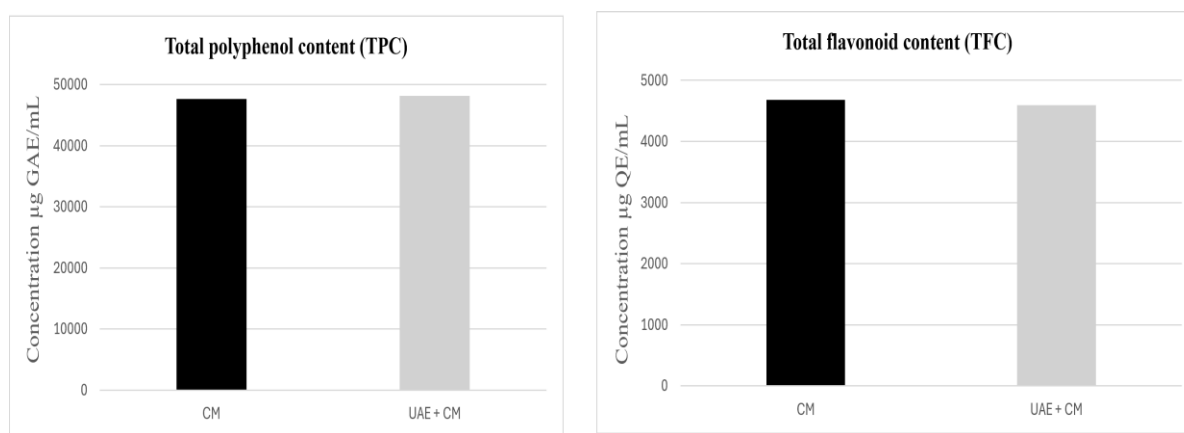 Total polyphenol content (TPC)
Concentration µg GAE/mL
50000
40000
30000
20000
10000
0
CM
UAE + CM
Total flavonoid content (TFC)
Concentration µg QE/mL
5000
4000
3000
2000
1000
0
CM
UAE + CM